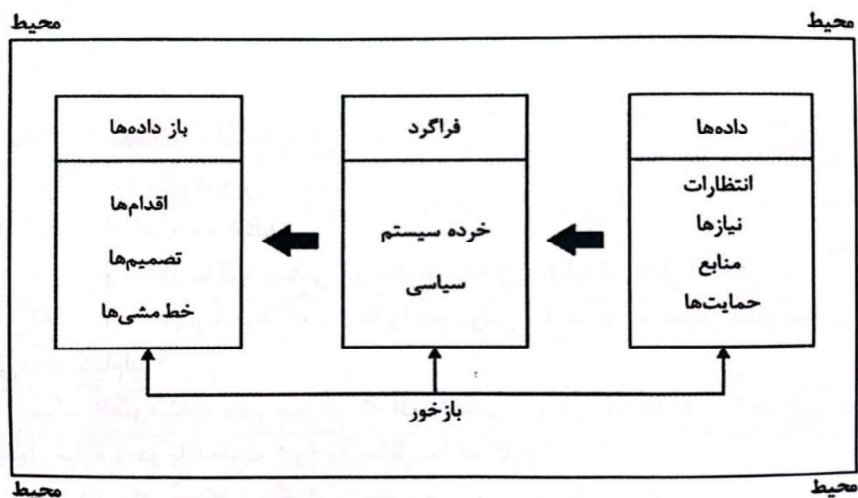 محیط
محیط
داده‌ها
انتظارات
نیازها
منابع
حمایت‌ها
فراگرد
خرده سیستم
سیاسی
باز داده‌ها
اقدام‌ها
تصمیم‌ها
خط مشی‌ها
بازخور
محیط
محیط